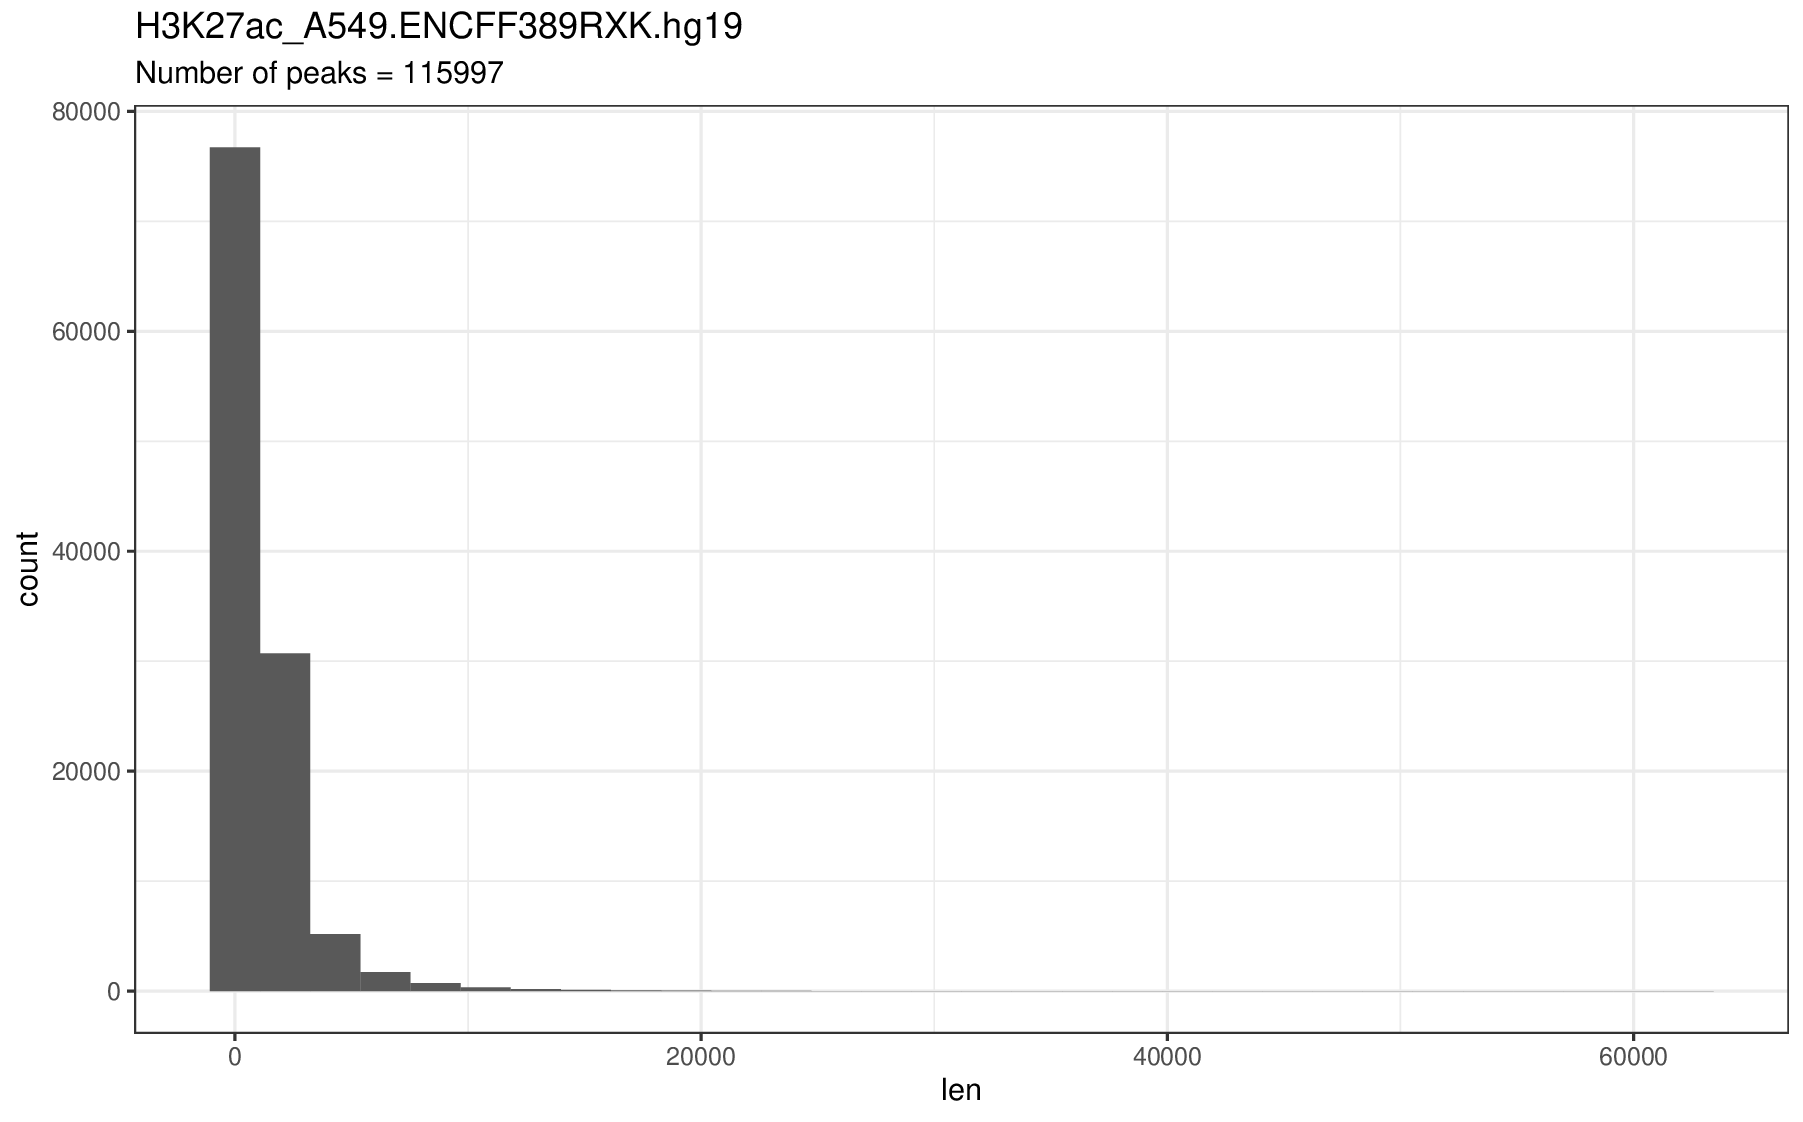 H3K27ac_A549.ENCFF389RXK.hg19
Number of peaks = 115997
80000
60000
40000
20000
0
count
0 20000 40000 60000
len